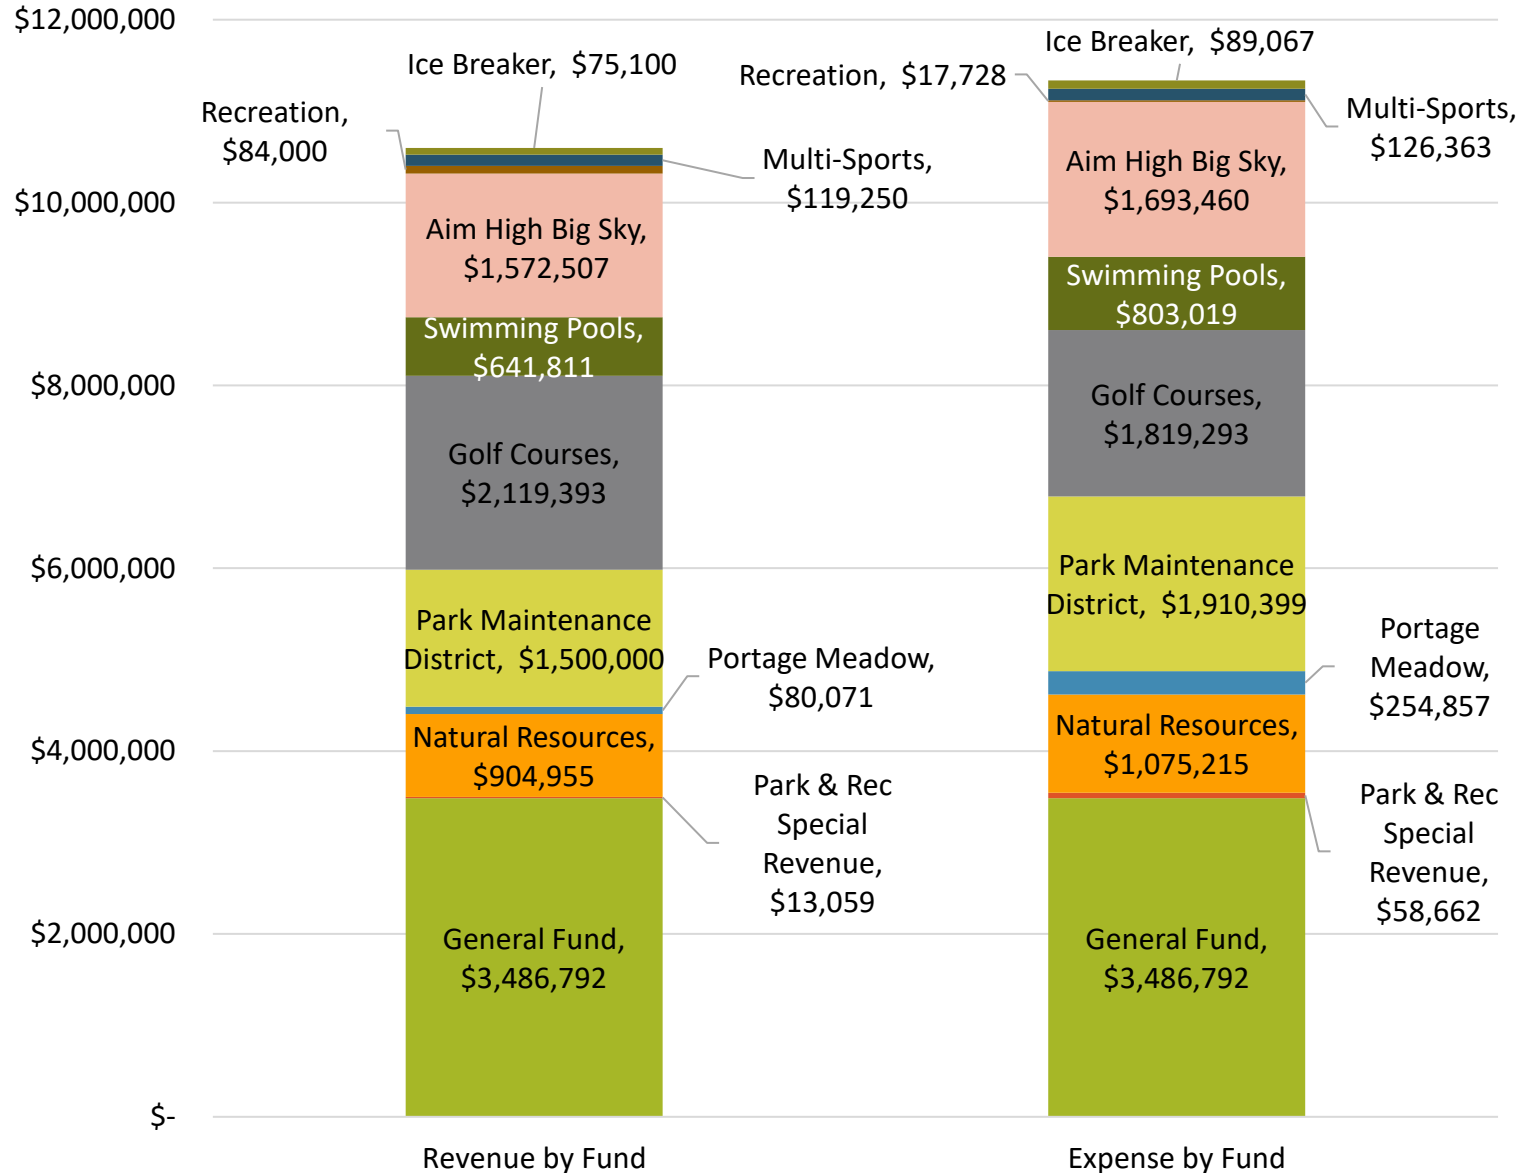 $12,000,000
$10,000,000
$8,000,000
$6,000,000
$4,000,000
$2,000,000
$-
Ice Breaker,  $75,100
Recreation,
$84,000
Multi-Sports,
$119,250
Aim High Big Sky,
$1,572,507
Swimming Pools,
$641,811
Golf Courses,
$2,119,393
Park Maintenance
District,  $1,500,000
Portage Meadow,
$80,071
Natural Resources,
$904,955
Park & Rec
Special
Revenue,
$13,059
General Fund,
$3,486,792
Revenue by Fund
Ice Breaker,  $89,067
Recreation,  $17,728
Multi-Sports,
$126,363
Aim High Big Sky,
$1,693,460
Swimming Pools,
$803,019
Golf Courses,
$1,819,293
Park Maintenance
District,  $1,910,399
Portage
Meadow,
$254,857
Natural Resources,
$1,075,215
Park & Rec
Special
Revenue,
$58,662
General Fund,
$3,486,792
Expense by Fund